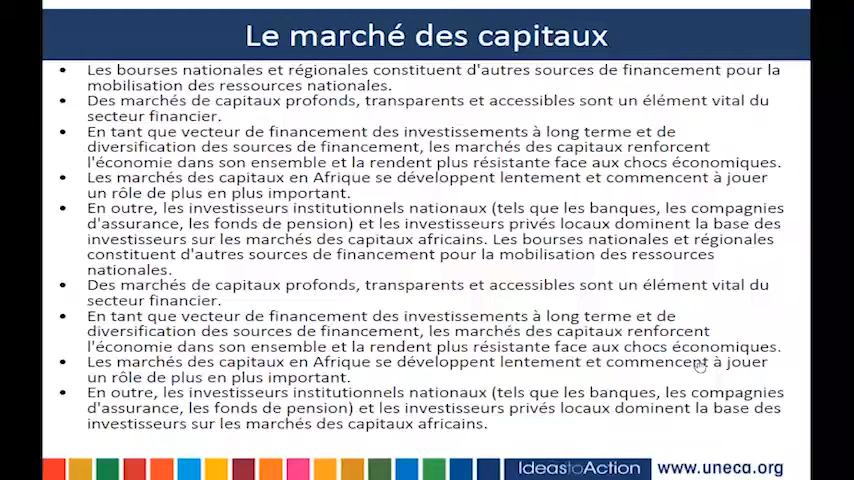 Le marché des capitaux
• Les bourses nationales et régionales constituent d'autres sources de financement pour la
mobilisation des ressources nationales.
• Des marchés de capitaux profonds, transparents et accessibles sont un élément vital du
secteur financier.
• En tant que vecteur de financement des investissements à long terme et de
diversification des sources de financement, les marchés des capitaux renforcent
l'économie dans son ensemble et la rendent plus résistante face aux chocs économiques.
• Les marchés des capitaux en Afrique se développent lentement et commencent à jouer
un rôle de plus en plus important.
• En outre, les investisseurs institutionnels nationaux (tels que les banques, les compagnies
d'assurance, les fonds de pension) et les investisseurs privés locaux dominent la base des
investisseurs sur les marchés des capitaux africains. Les bourses nationales et régionales
constituent d'autres sources de financement pour la mobilisation des ressources
nationales.
• Des marchés de capitaux profonds, transparents et accessibles sont un élément vital du
secteur financier.
• En tant que vecteur de financement des investissements à long terme et de
diversification des sources de financement, les marchés des capitaux renforcent
l'économie dans son ensemble et la rendent plus résistante face aux chocs économiques.
• Les marchés des capitaux en Afrique se développent lentement et commencent à jouer
un rôle de plus en plus important.
• En outre, les investisseurs institutionnels nationaux (tels que les banques, les compagnies
d'assurance, les fonds de pension) et les investisseurs privés locaux dominent la base des
investisseurs sur les marchés des capitaux africains.
IdeastoAction www.uneca.org